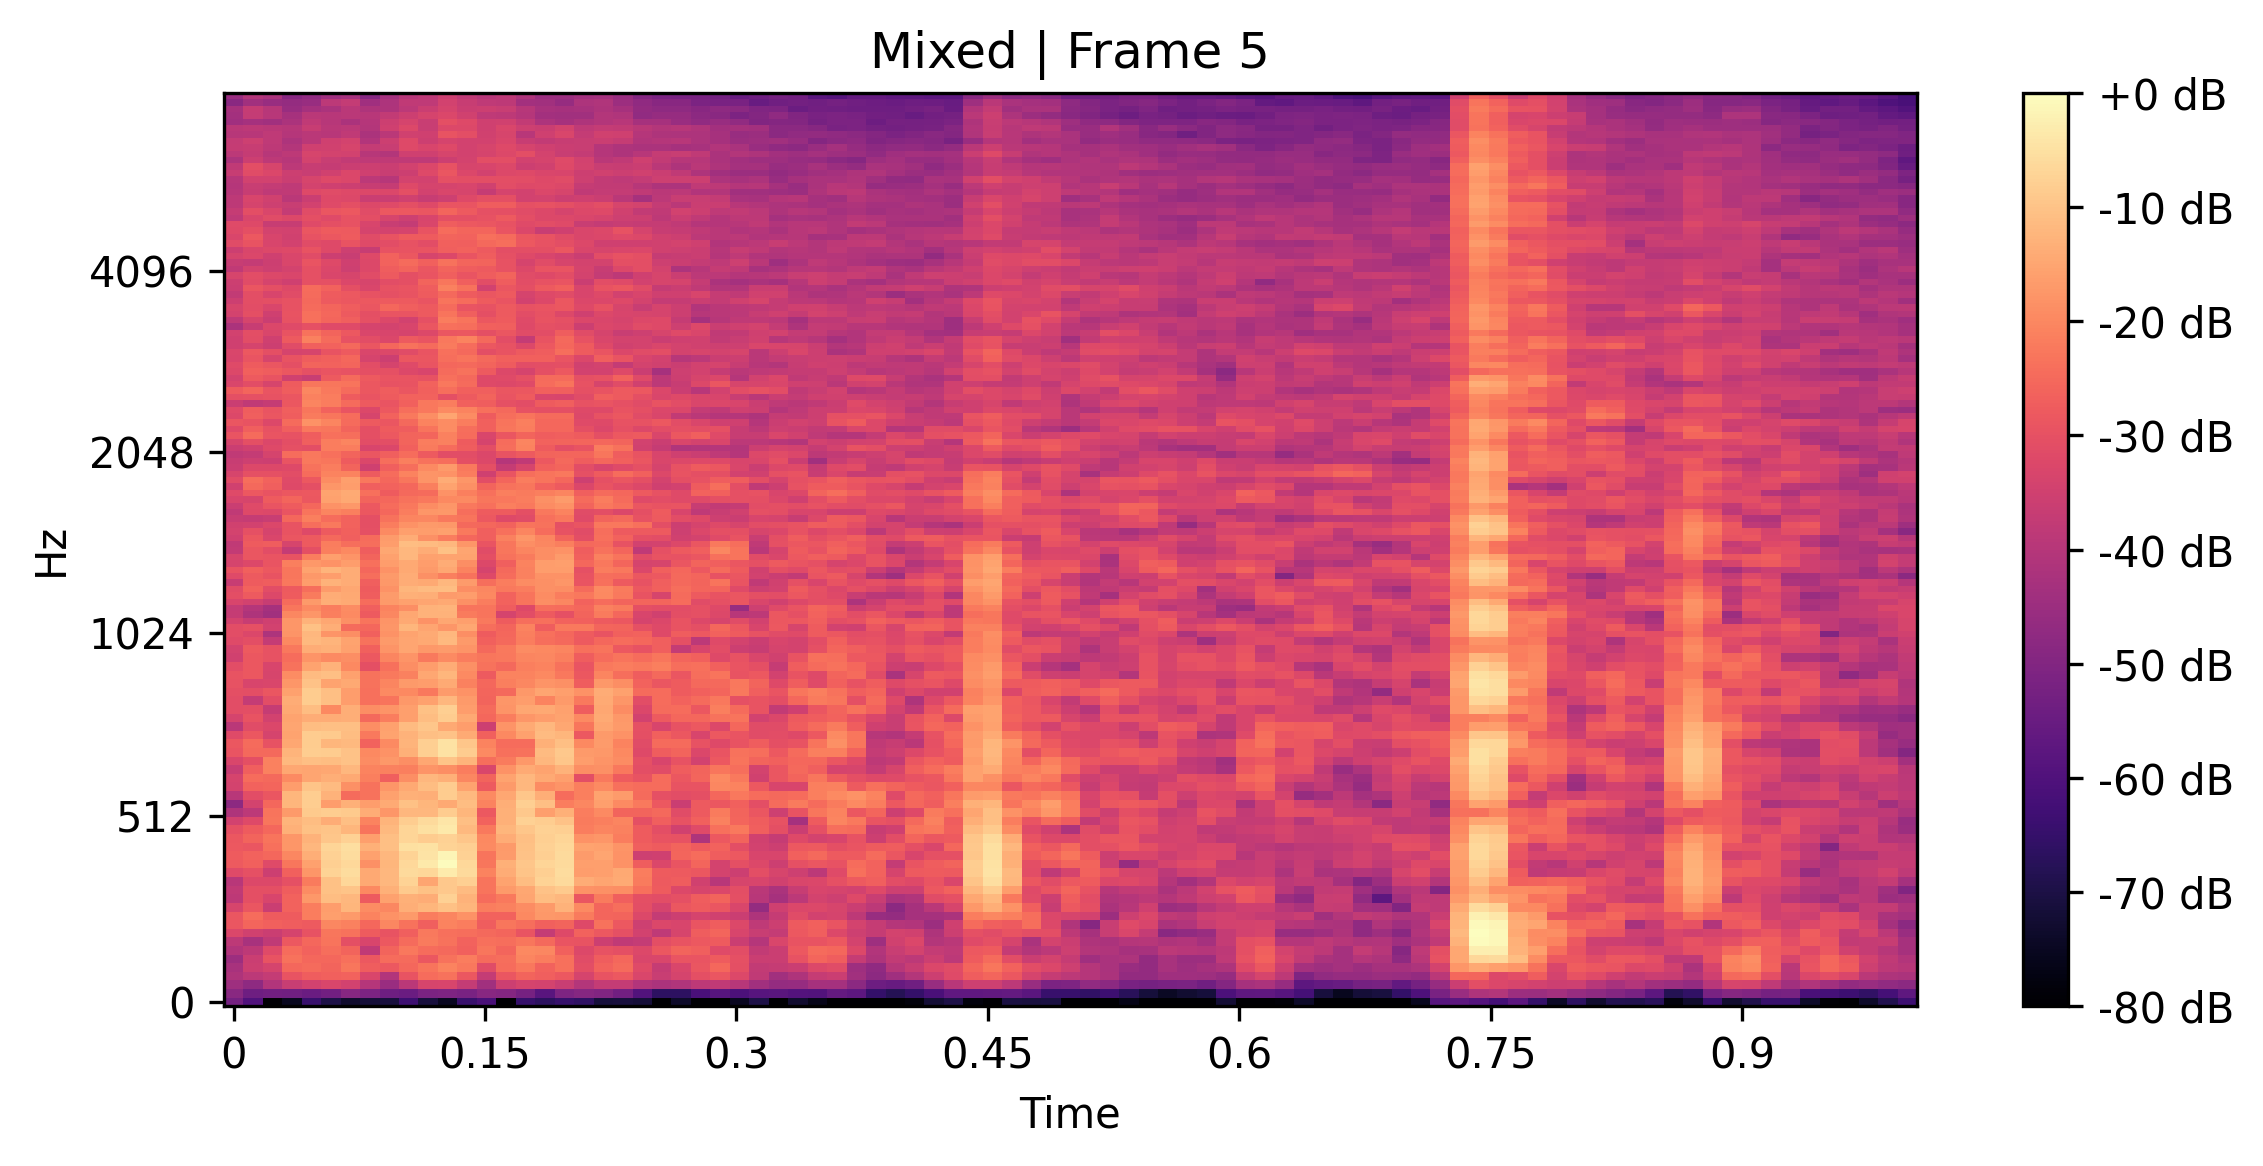 Mixed | Frame 5
+0 dB
-10 dB
-20 dB
-30 dB
-40 dB
-50 dB
-60 dB
-70 dB
-80 dB
4096
2048
1024
512
0
Hz
0 0.15 0.3 0.45 0.6 0.75 0.9
Time